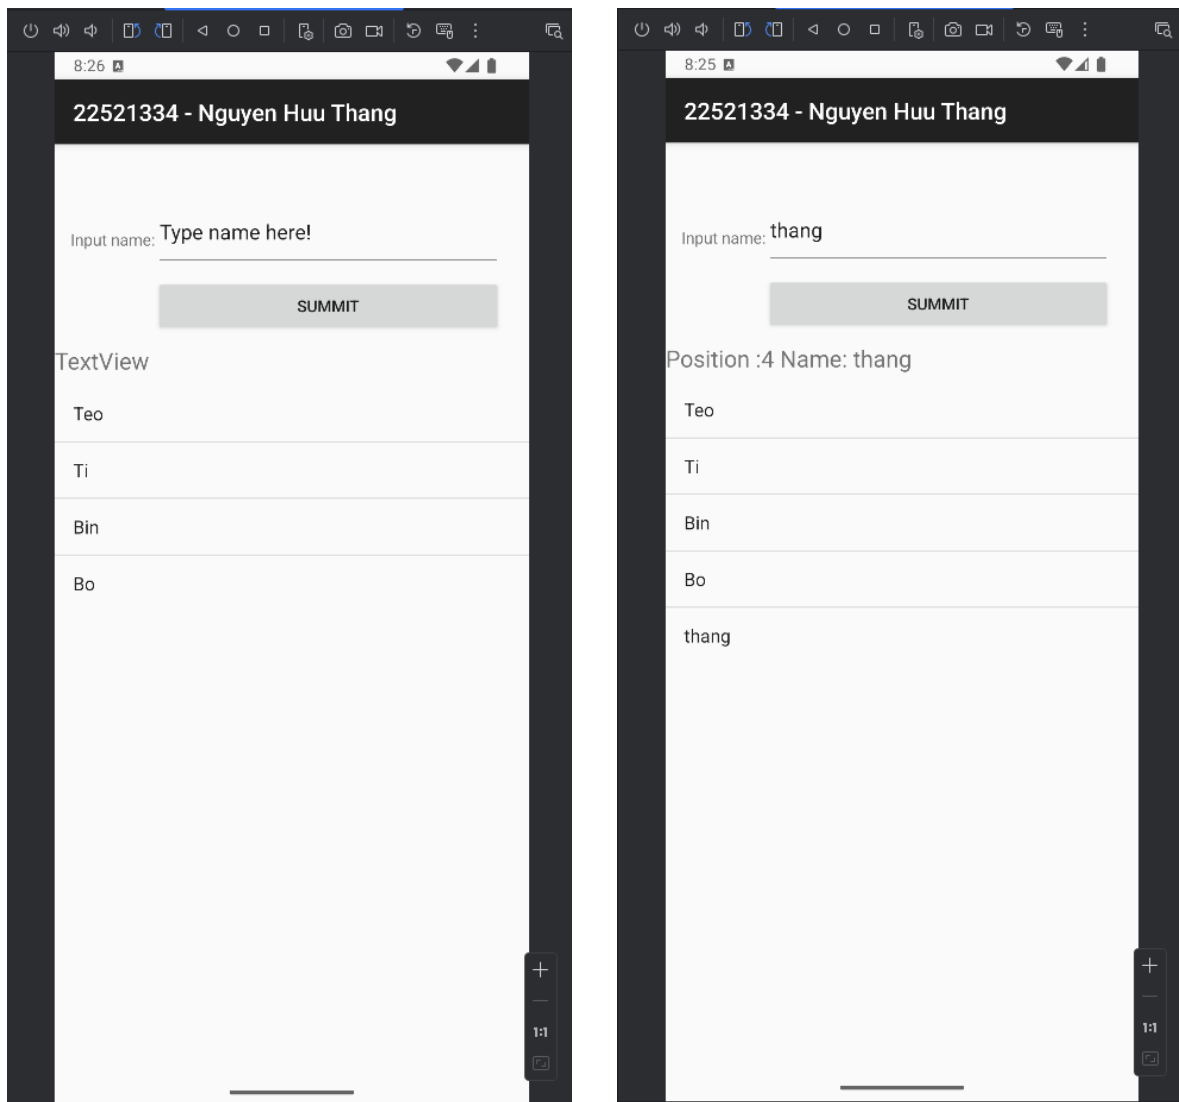 8:26
22521334 - Nguyen Huu Thang
Input name: Type name here!
SUMMIT
TextView
Teo
Ti
Bin
Bo
1:1
8:25
22521334 - Nguyen Huu Thang
Input name: thang
SUMMIT
Position :4 Name: thang
Teo
Ti
Bin
Bo
thang
1:1